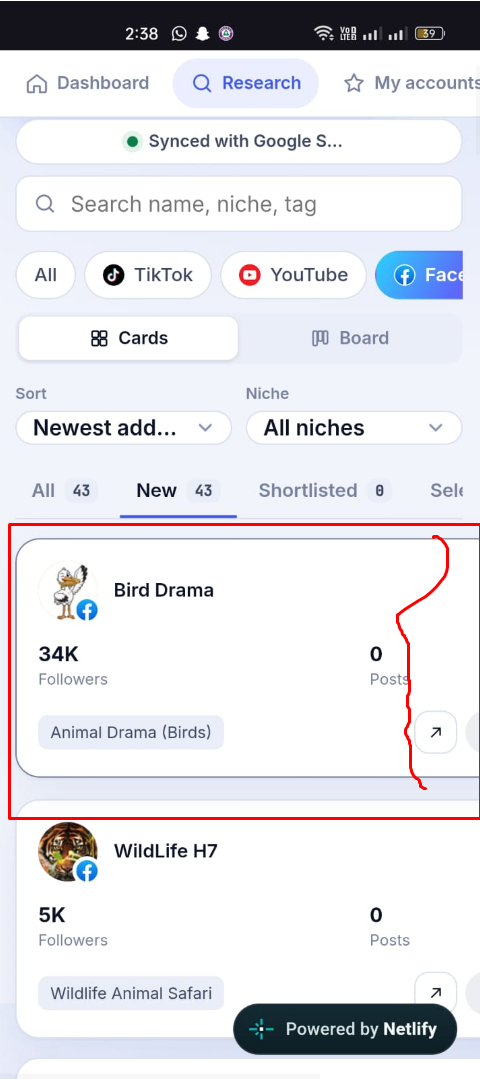 2:38 VoD LTED 39
Dashboard Research My accounts
Synced with Google S...
Search name, niche, tag
All TikTok YouTube Face
Cards Board
Sort Niche
Newest add... All niches
All 43 New 43 Shortlisted 0 Sele
Bird Drama
34K 0
Followers Posts
Animal Drama (Birds)
WildLife H7
5K 0
Followers Posts
Wildlife Animal Safari
Powered by Netlify